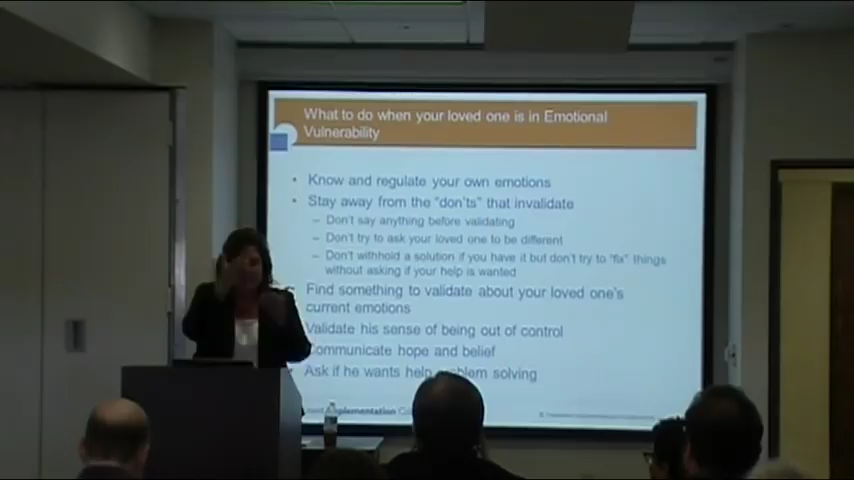 What to do when your loved one is in Emotional
Vulnerability
• Know and regulate your own emotions
• Stay away from the "don'ts" that invalidate
– Don't say anything before validating
– Don't try to ask your loved one to be different
– Don't withhold a solution if you have it but don't try to "fix" things
without asking if your help is wanted
Find something to validate about your loved one's
current emotions
Validate his sense of being out of control
Communicate hope and belief
Ask if he wants help problem solving
Implementation